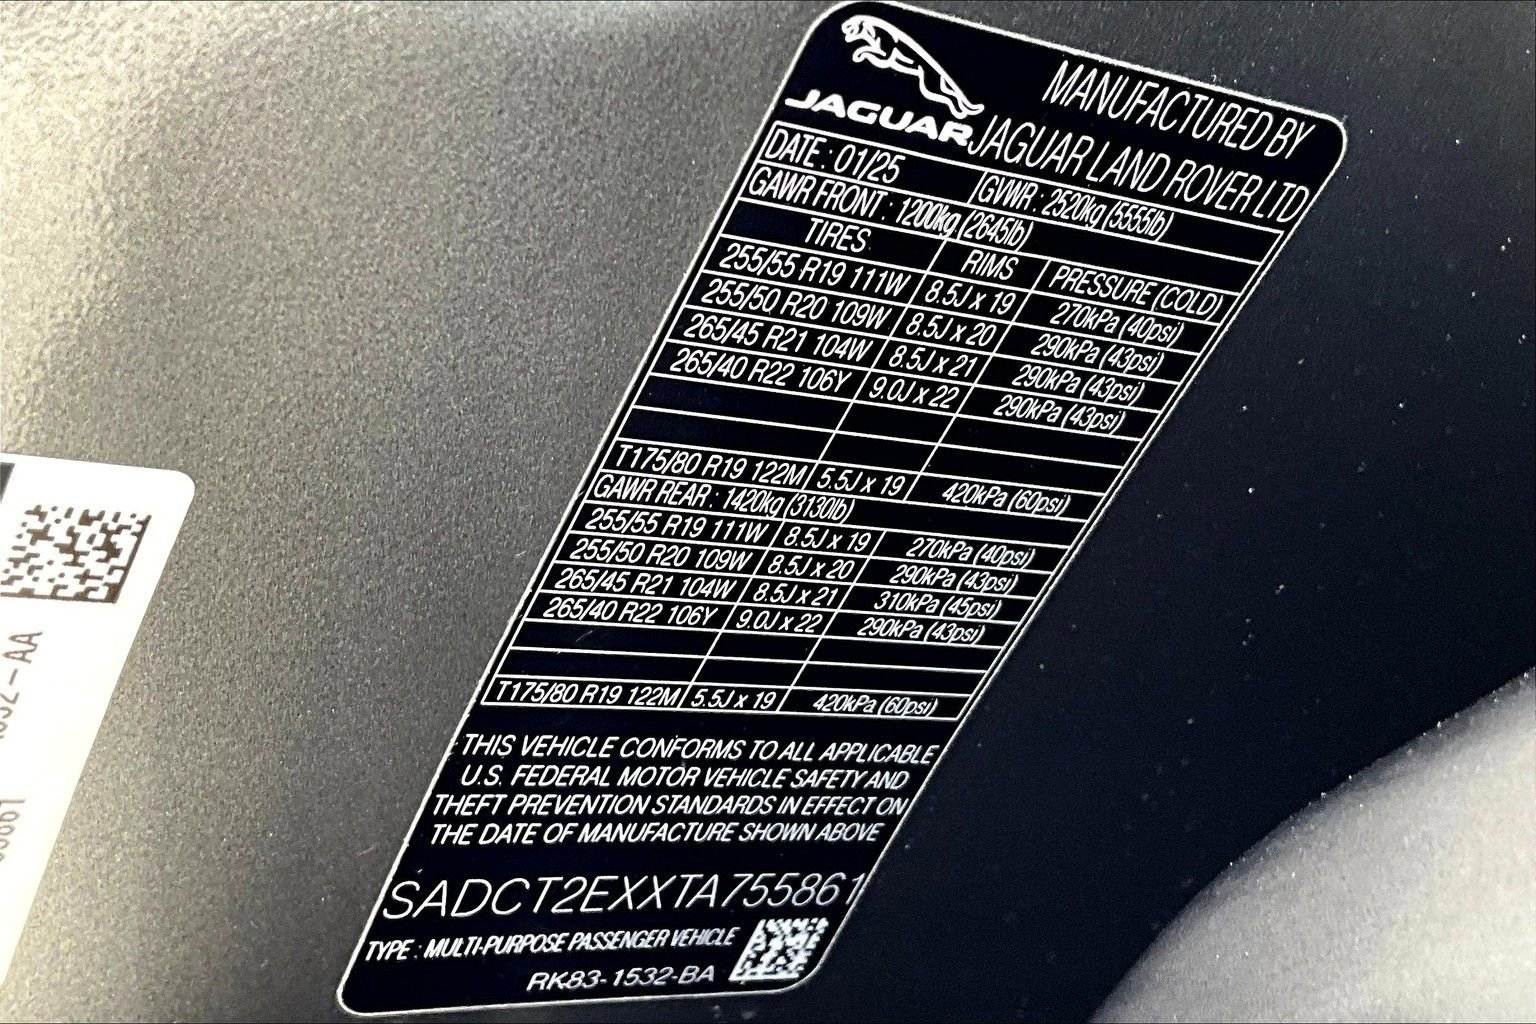 JAGUAR
MANUFACTURED BY
JAGUAR LAND ROVER LTD
DATE : 01/25 GVWR : 2520kg (5555lb)
GAWR FRONT : 1200kg (2645lb)
TIRES RIMS PRESSURE (COLD)
255/55 R19 111W 8.5J x 19 270kPa (40psi)
255/50 R20 109W 8.5J x 20 290kPa (43psi)
265/45 R21 104W 8.5J x 21 290kPa (43psi)
265/40 R22 106Y 9.0J x 22 290kPa (43psi)
T175/80 R19 122M 5.5J x 19 420kPa (60psi)
GAWR REAR : 1420kg (3130lb)
255/55 R19 111W 8.5J x 19 270kPa (40psi)
255/50 R20 109W 8.5J x 20 290kPa (43psi)
265/45 R21 104W 8.5J x 21 310kPa (45psi)
265/40 R22 106Y 9.0J x 22 290kPa (43psi)
T175/80 R19 122M 5.5J x 19 420kPa (60psi)
THIS VEHICLE CONFORMS TO ALL APPLICABLE
U.S. FEDERAL MOTOR VEHICLE SAFETY AND
THEFT PREVENTION STANDARDS IN EFFECT ON
THE DATE OF MANUFACTURE SHOWN ABOVE
SADCT2EXXTA755861
TYPE : MULTI-PURPOSE PASSENGER VEHICLE
RK83-1532-BA